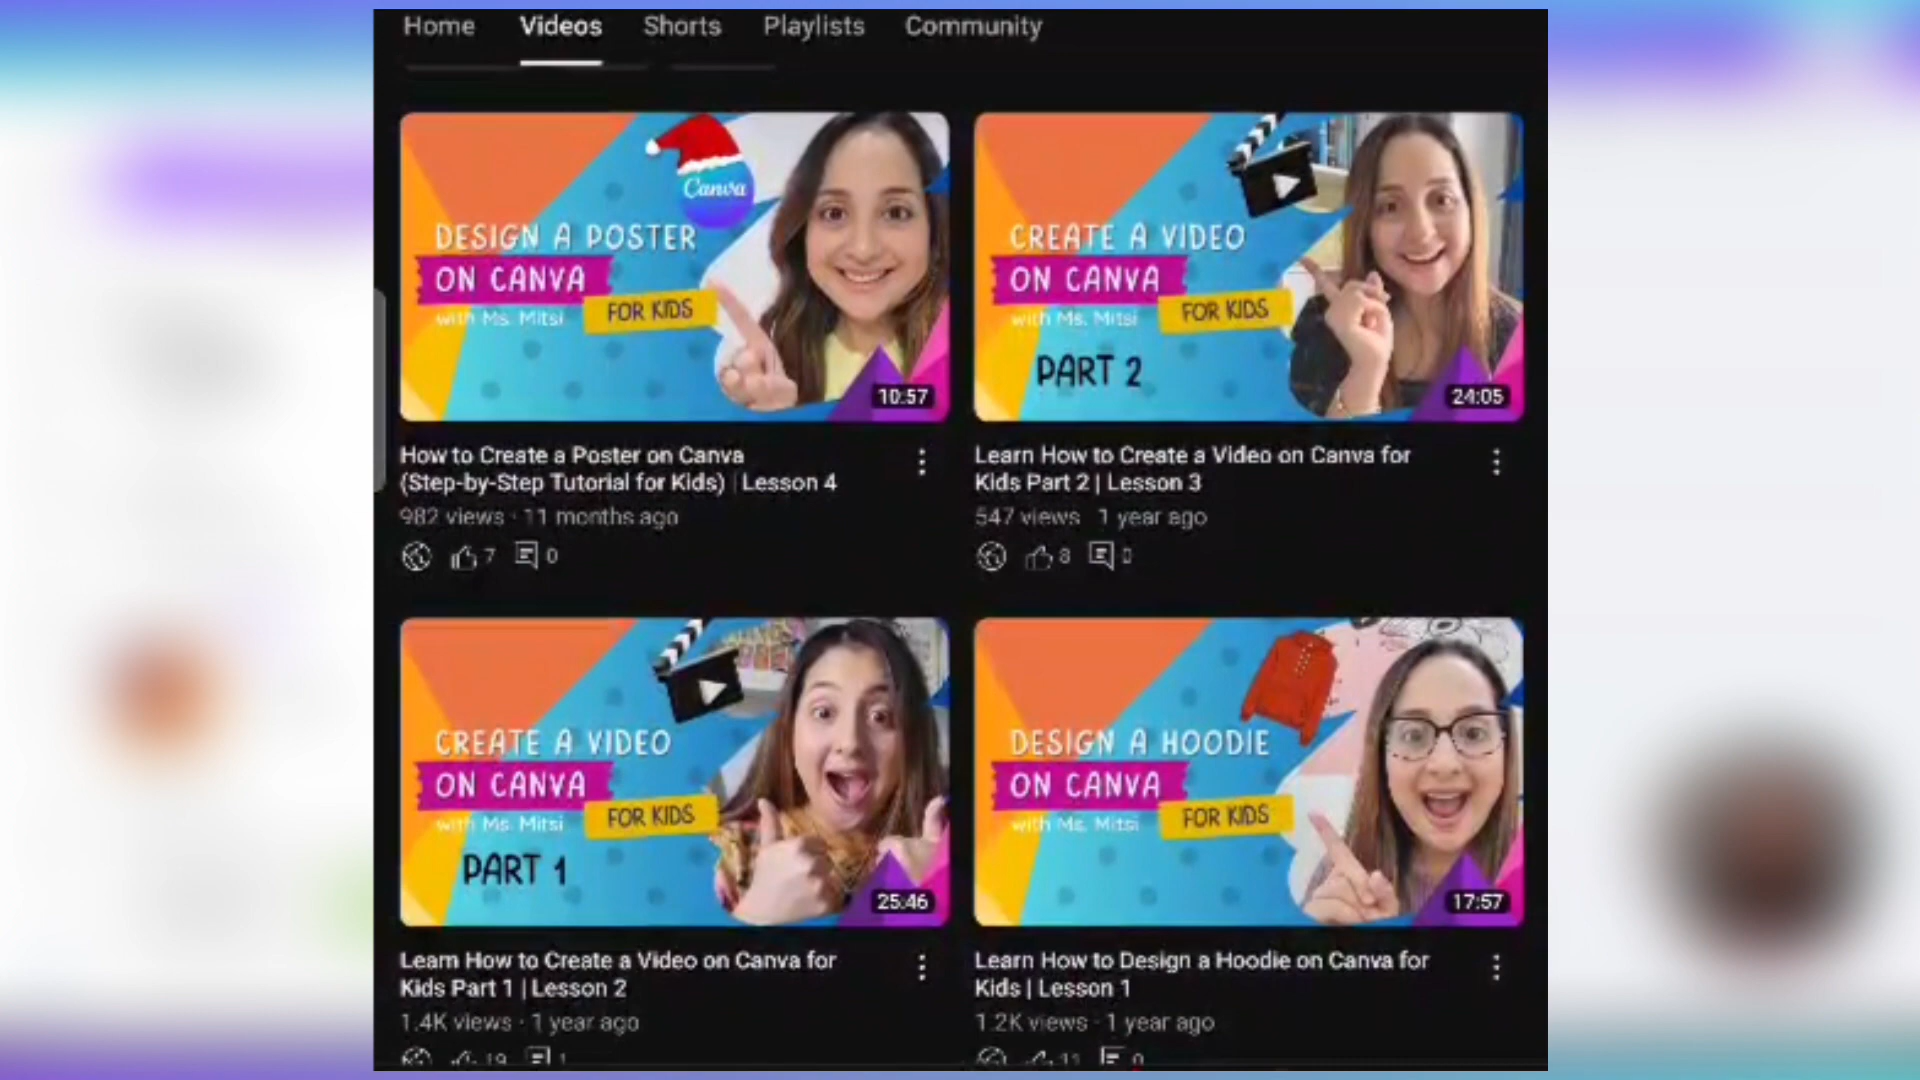 Home Videos Shorts Playlists Community
Canva
DESIGN A POSTER
ON CANVA
FOR KIDS
with Ms. Mitsi
10:57
How to Create a Poster on Canva
(Step-by-Step Tutorial for Kids) | Lesson 4
982 views · 11 months ago
7 0
CREATE A VIDEO
ON CANVA
FOR KIDS
with Ms. Mitsi
PART 2
24:05
Learn How to Create a Video on Canva for
Kids Part 2 | Lesson 3
547 views 1 year ago
8 0
CREATE A VIDEO
ON CANVA
FOR KIDS
with Ms. Mitsi
PART 1
25:46
Learn How to Create a Video on Canva for
Kids Part 1 | Lesson 2
1.4K views · 1 year ago
19 1
DESIGN A HOODIE
ON CANVA
FOR KIDS
with Ms. Mitsi
17:57
Learn How to Design a Hoodie on Canva for
Kids | Lesson 1
1.2K views · 1 year ago
11 0